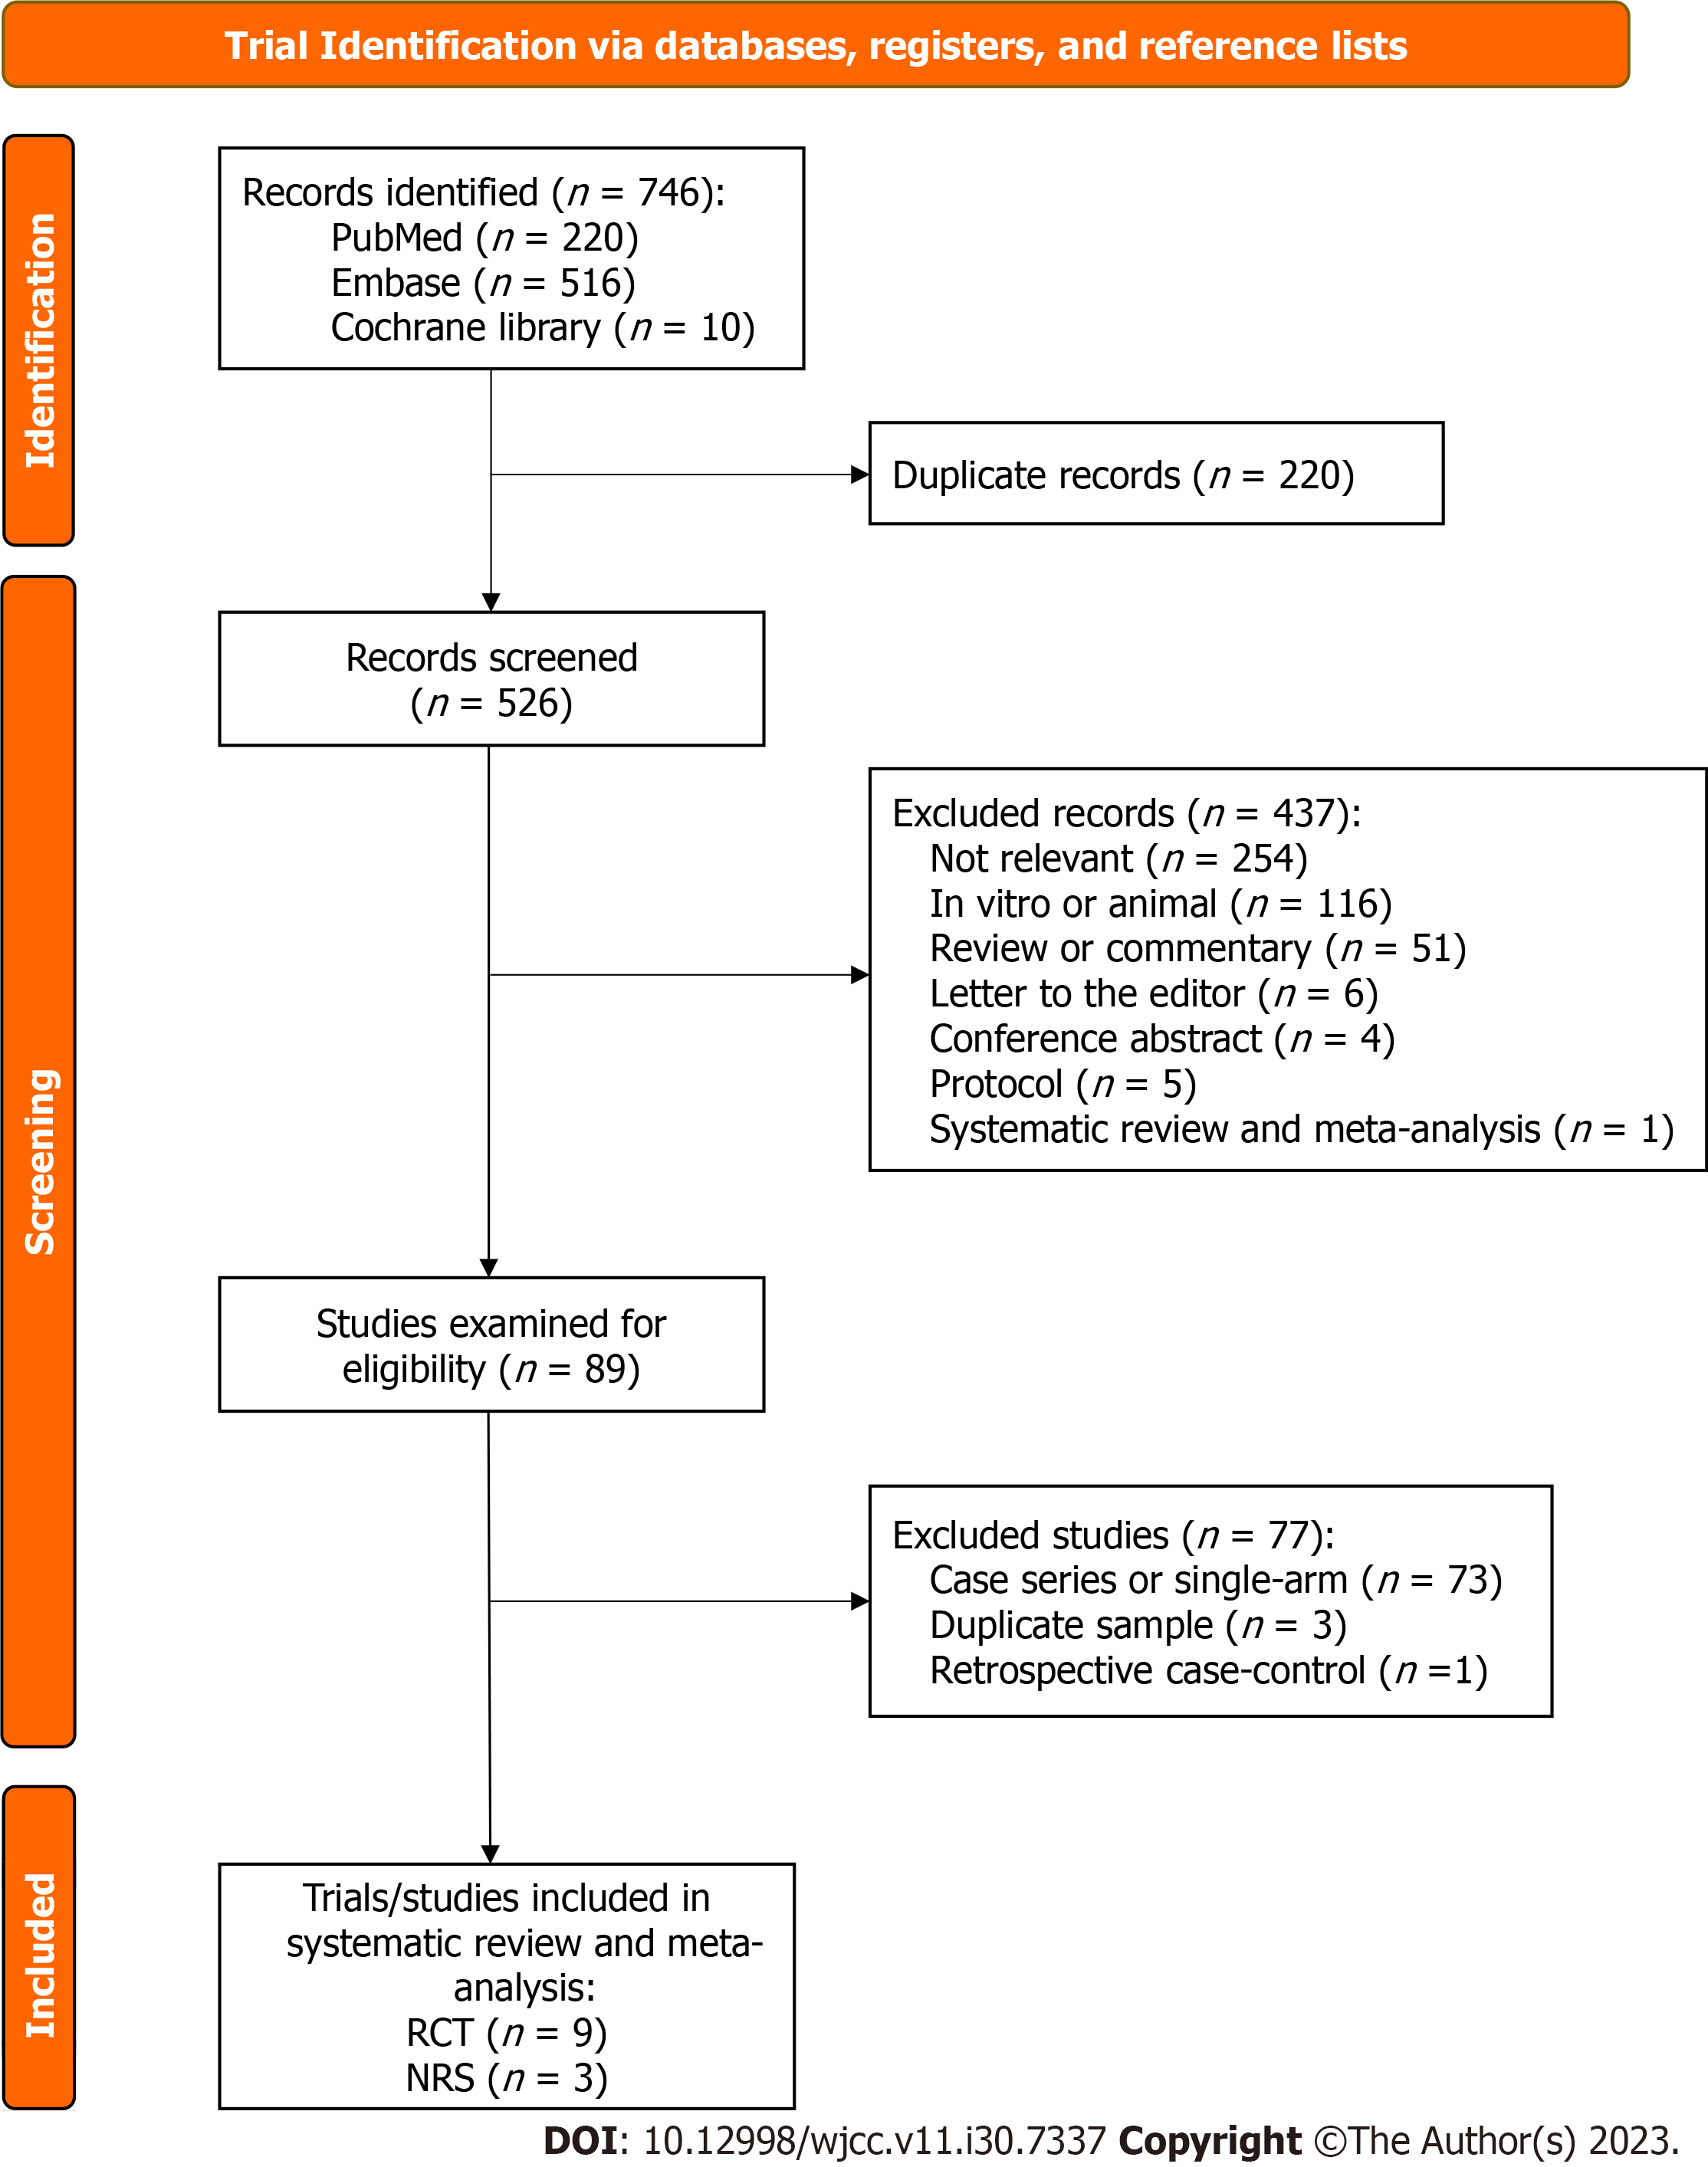 Trial Identification via databases, registers, and reference lists
Identification
Records identified (n = 746):
PubMed (n = 220)
Embase (n = 516)
Cochrane library (n = 10)
Duplicate records (n = 220)
Screening
Records screened
(n = 526)
Excluded records (n = 437):
Not relevant (n = 254)
In vitro or animal (n = 116)
Review or commentary (n = 51)
Letter to the editor (n = 6)
Conference abstract (n = 4)
Protocol (n = 5)
Systematic review and meta-analysis (n = 1)
Studies examined for
eligibility (n = 89)
Excluded studies (n = 77):
Case series or single-arm (n = 73)
Duplicate sample (n = 3)
Retrospective case-control (n =1)
Included
Trials/studies included in
systematic review and meta-
analysis:
RCT (n = 9)
NRS (n = 3)
DOI: 10.12998/wjcc.v11.i30.7337 Copyright ©The Author(s) 2023.